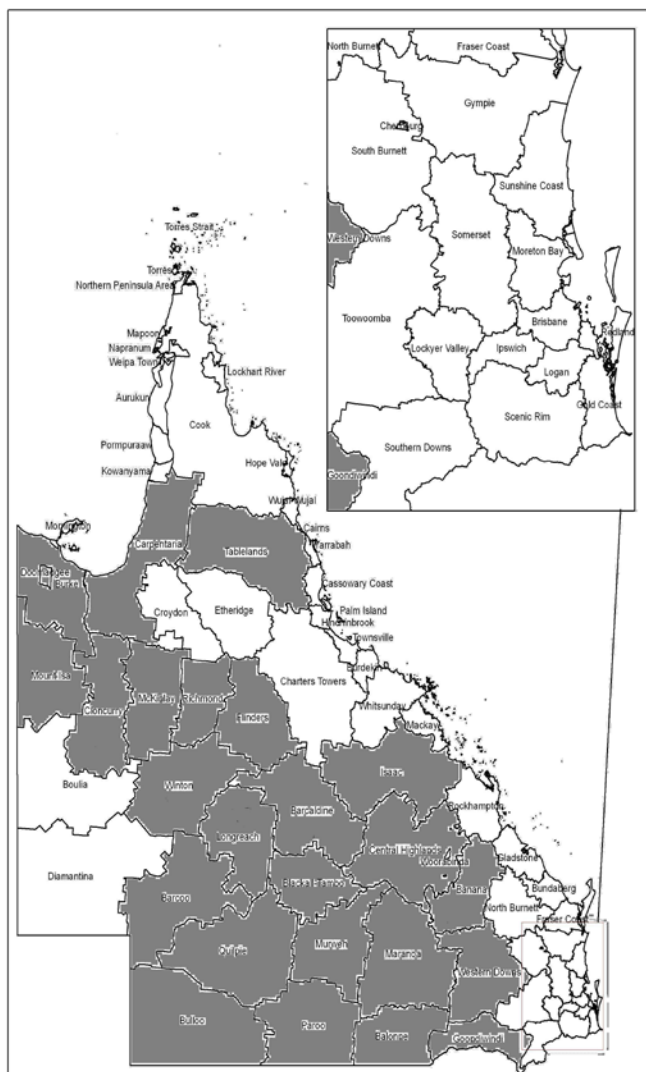 North Burnett
Fraser Coast
Gympie
Cherbourg
South Burnett
Sunshine Coast
Somerset
Moreton Bay
Toowoomba
Brisbane
Redland
Lockyer Valley
Ipswich
Logan
Gold Coast
Scenic Rim
Southern Downs
Goondiwindi
Torres Strait
Torres
Northern Peninsula Area
Mapoon
Napranum
Weipa Town
Lockhart River
Aurukun
Cook
Pormpuraaw
Hope Vale
Kowanyama
Wujal Wujal
Mornington
Carpentaria
Cairns
Yarrabah
Tablelands
Doomadgee
Burke
Cassowary Coast
Croydon
Etheridge
Palm Island
Hinchinbrook
Townsville
Mount Isa
Burdekin
Cloncurry
McKinlay
Richmond
Flinders
Charters Towers
Whitsunday
Mackay
Boulia
Winton
Isaac
Rockhampton
Longreach
Barcaldine
Central Highlands
Woorabinda
Gladstone
Diamantina
Barcoo
Banana
Bundaberg
North Burnett
Fraser Coast
Quilpie
Murweh
Maranoa
Western Downs
Bulloo
Paroo
Balonne
Goondiwindi